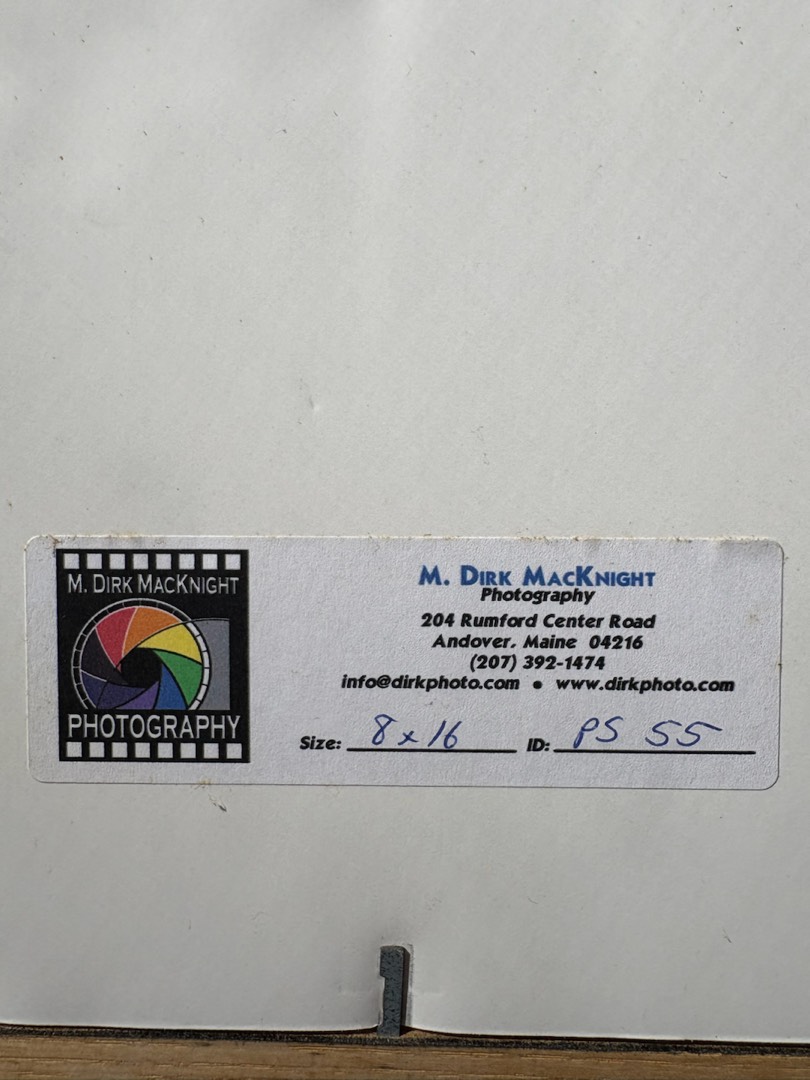 M. DIRK MACKNIGHT
PHOTOGRAPHY
M. DIRK MACKNIGHT
Photography
204 Rumford Center Road
Andover, Maine 04216
(207) 392-1474
info@dirkphoto.com • www.dirkphoto.com
Size: 8 x 16 ID: PS 55